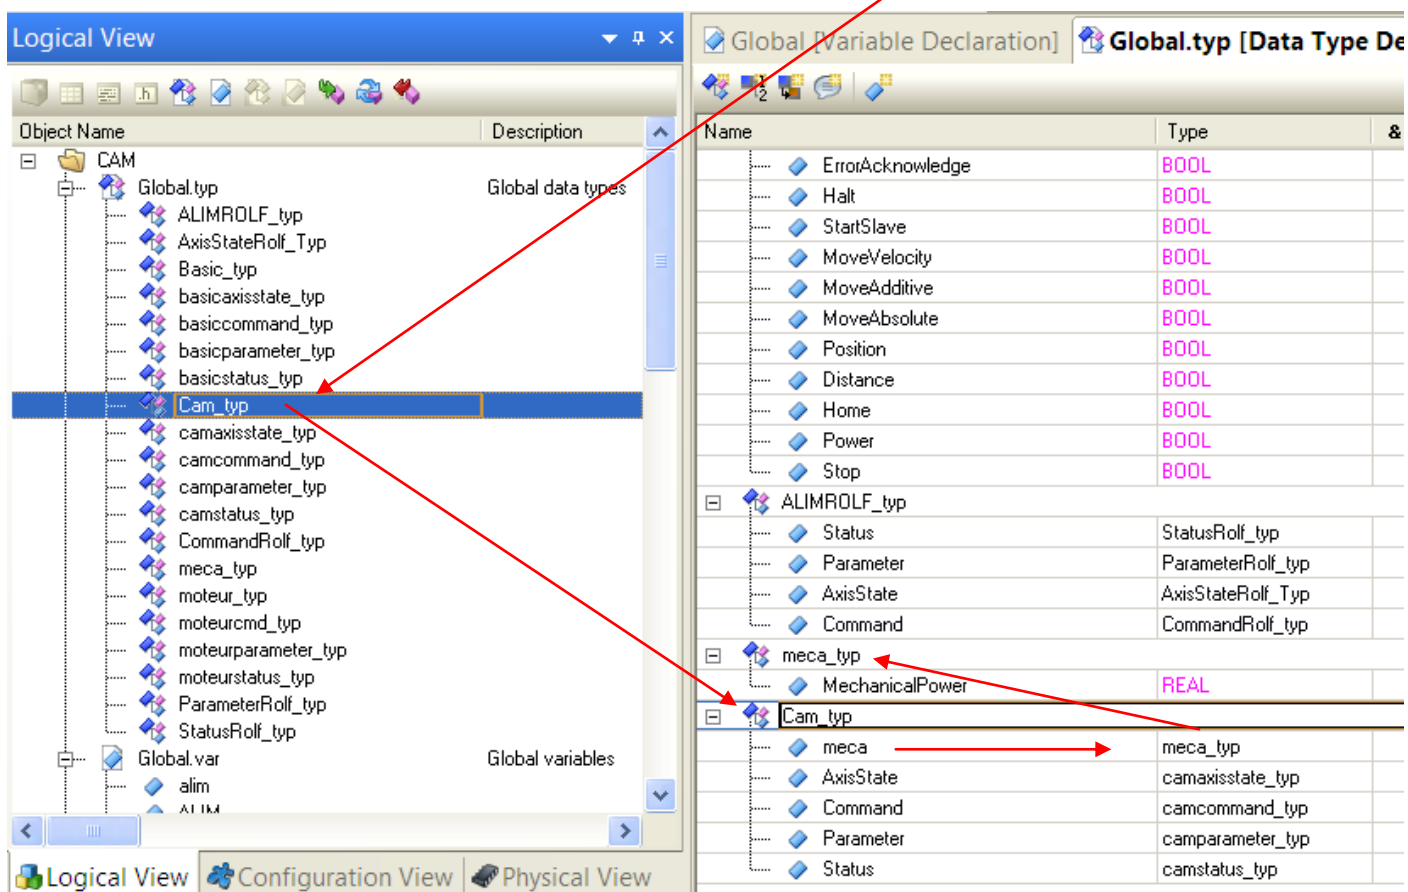 Logical View
Object Name Description
CAM
Global.typ Global data types
ALIMROLF_typ
AxisStateRolf_Typ
Basic_typ
basicaxisstate_typ
basiccommand_typ
basicparameter_typ
basicstatus_typ
Cam_typ
camaxisstate_typ
camcommand_typ
camparameter_typ
camstatus_typ
CommandRolf_typ
meca_typ
moteur_typ
moteurcmd_typ
moteurparameter_typ
moteurstatus_typ
ParameterRolf_typ
StatusRolf_typ
Global.var Global variables
alim
ALIM
Logical View Configuration View Physical View
Global [Variable Declaration] Global.typ [Data Type De
Name Type &
ErrorAcknowledge BOOL
Halt BOOL
StartSlave BOOL
MoveVelocity BOOL
MoveAdditive BOOL
MoveAbsolute BOOL
Position BOOL
Distance BOOL
Home BOOL
Power BOOL
Stop BOOL
ALIMROLF_typ
Status StatusRolf_typ
Parameter ParameterRolf_typ
AxisState AxisStateRolf_Typ
Command CommandRolf_typ
meca_typ
MechanicalPower REAL
Cam_typ
meca meca_typ
AxisState camaxisstate_typ
Command camcommand_typ
Parameter camparameter_typ
Status camstatus_typ